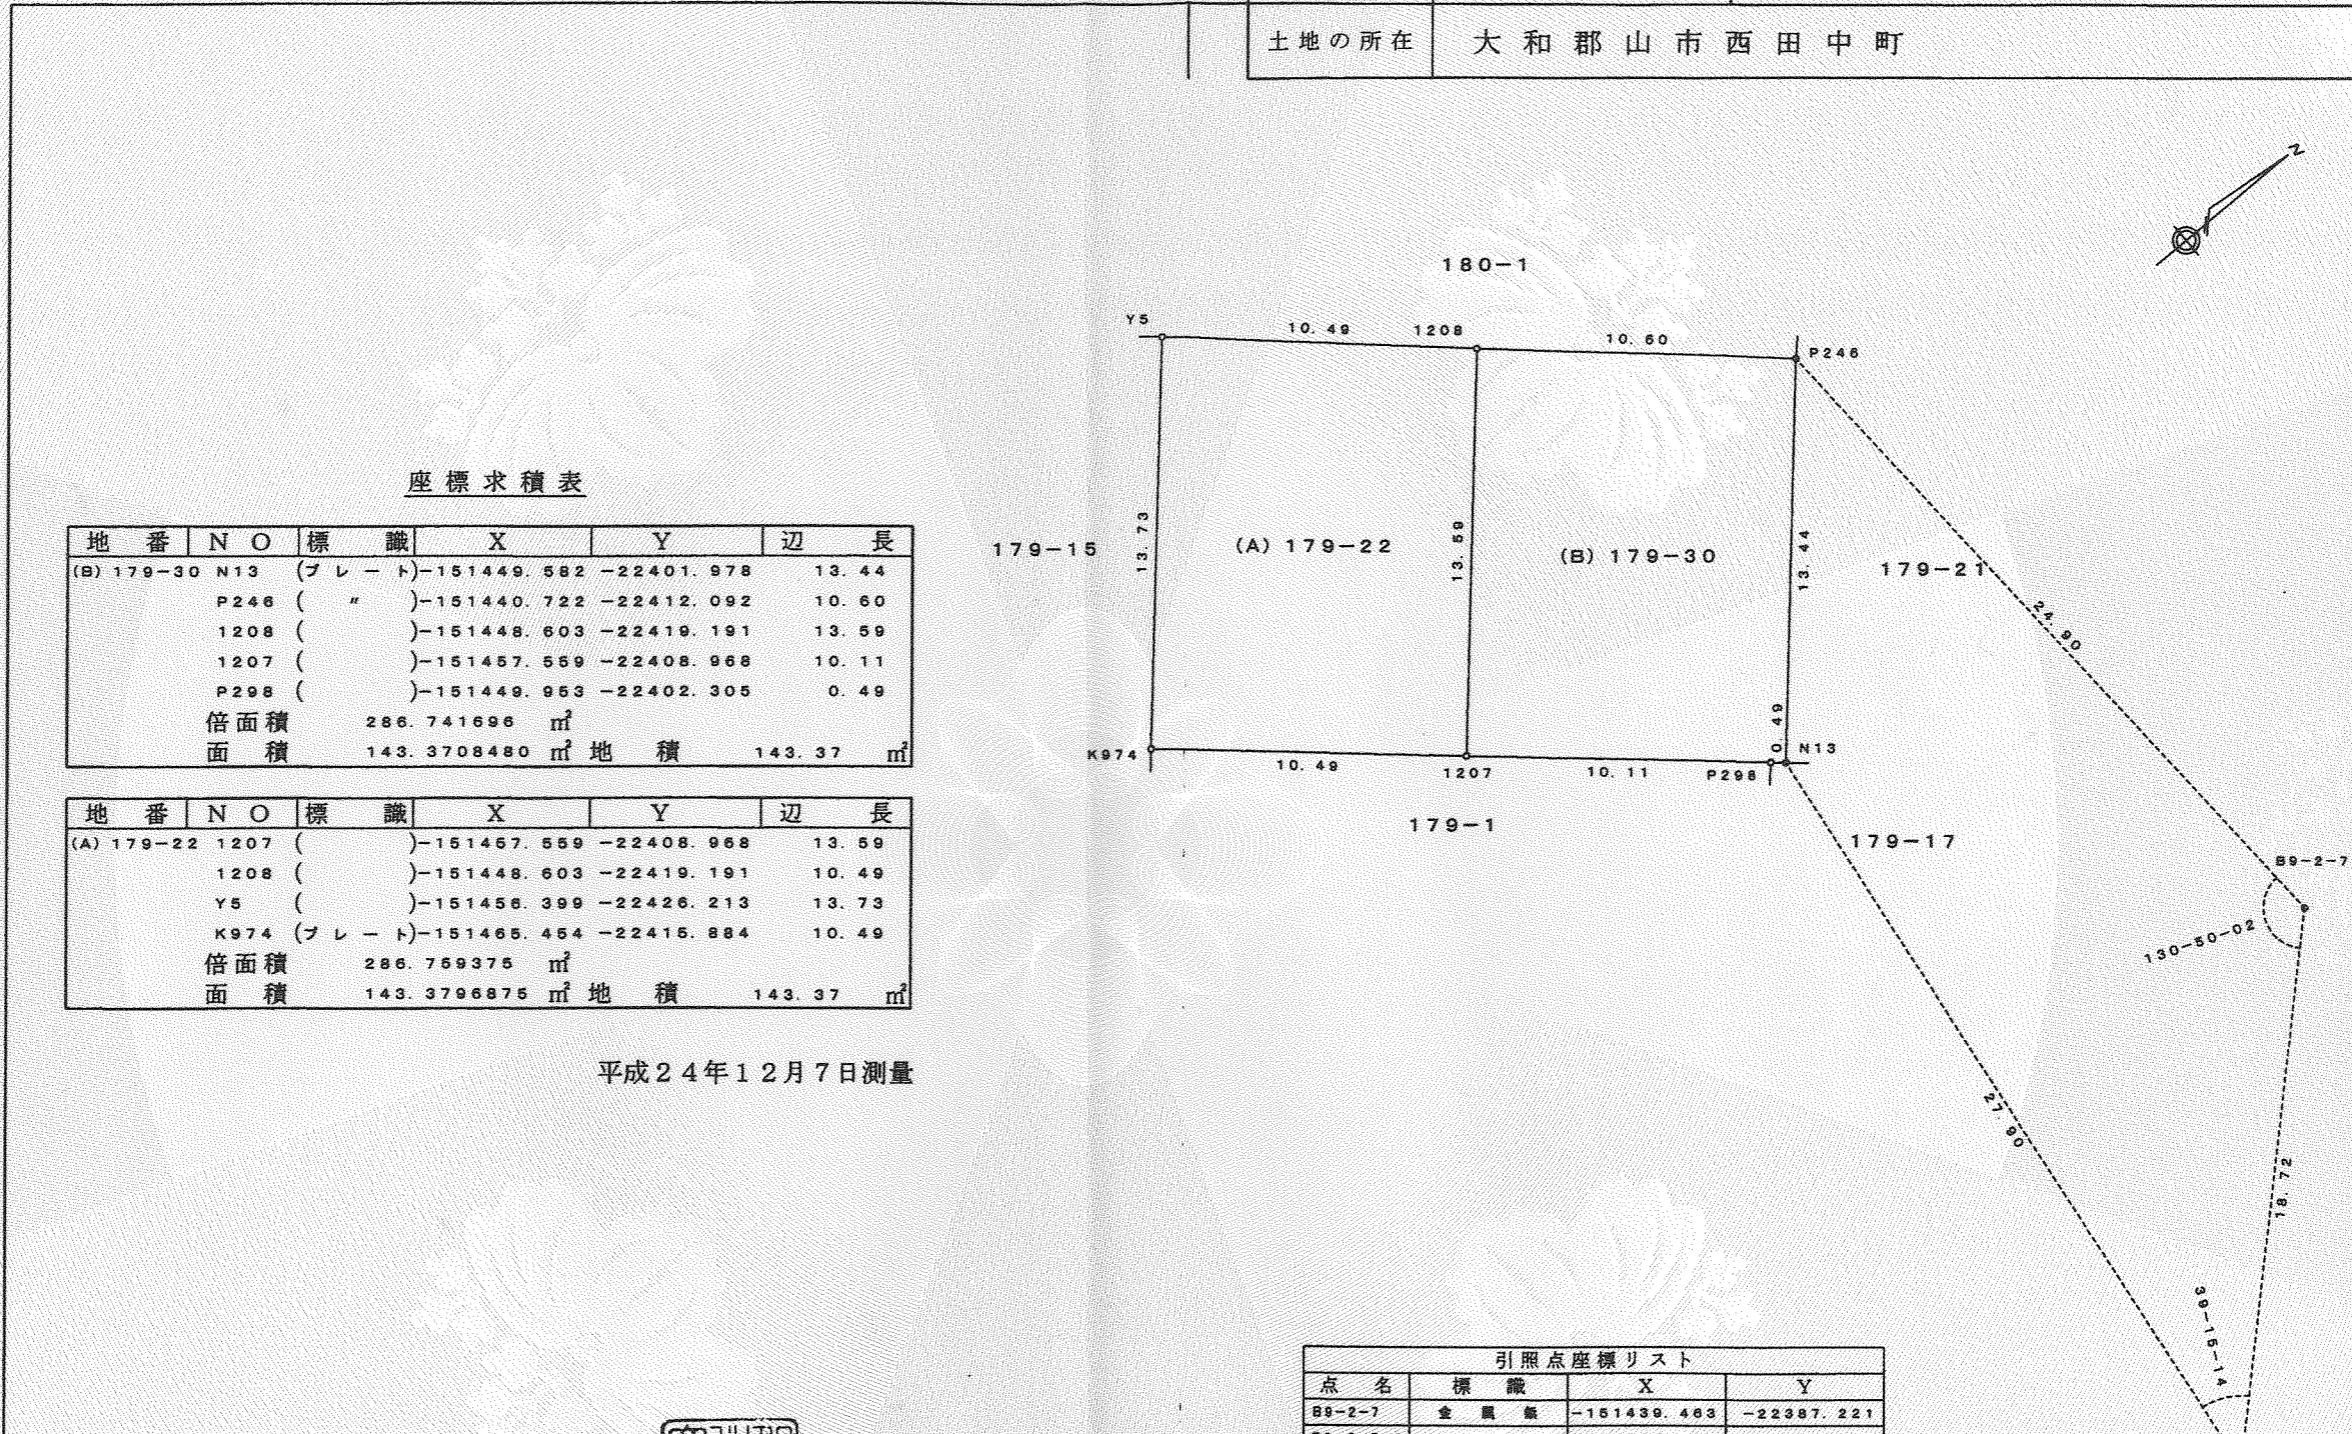 土地の所在 大和郡山市西田中町
N
180-1
Y5 10.49 1208 10.60 P246
179-15 13.73 (A) 179-22 13.59 (B) 179-30 13.44 179-21
24.90
0.49 N13
K974 10.49 1207 10.11 P298
179-1
179-17
B9-2-7
130-50-02
27.90
18.72
39-15-14
座標求積表
地番 NO 標識 X Y 辺長
(B) 179-30 N13 (プレート) -151449.582 -22401.978 13.44
P246 ( 〃 ) -151440.722 -22412.092 10.60
1208 ( ) -151448.603 -22419.191 13.59
1207 ( ) -151457.559 -22408.968 10.11
P298 ( ) -151449.953 -22402.305 0.49
倍面積 286.741696 ㎡
面積 143.3708480 ㎡ 地積 143.37 ㎡
地番 NO 標識 X Y 辺長
(A) 179-22 1207 ( ) -151457.559 -22408.968 13.59
1208 ( ) -151448.603 -22419.191 10.49
Y5 ( ) -151456.399 -22426.213 13.73
K974 (プレート) -151465.454 -22415.884 10.49
倍面積 286.759375 ㎡
面積 143.3796875 ㎡ 地積 143.37 ㎡
平成24年12月7日測量
引照点座標リスト
点名 標識 X Y
B9-2-7 金属鋲 -151439.463 -22387.221